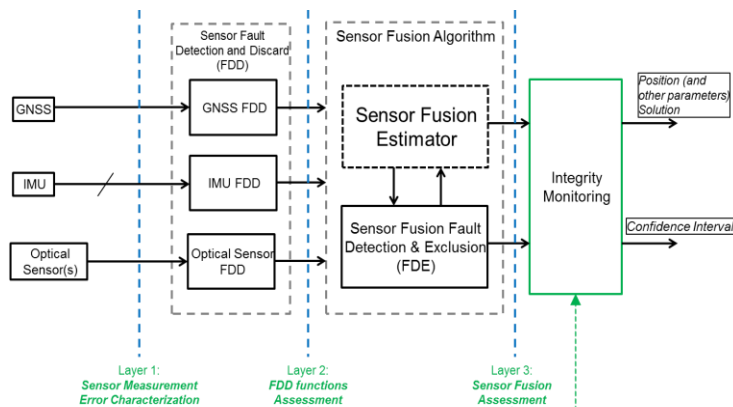 Sensor Fault
Detection and Discard
(FDD)
Sensor Fusion Algorithm
GNSS
GNSS FDD
Sensor Fusion
Estimator
Position (and
other parameters)
Solution
IMU
IMU FDD
Integrity
Monitoring
Optical
Sensor(s)
Optical Sensor
FDD
Sensor Fusion Fault
Detection & Exclusion
(FDE)
Confidence Interval
Layer 1:
Sensor Measurement
Error Characterization
Layer 2:
FDD functions
Assessment
Layer 3:
Sensor Fusion
Assessment